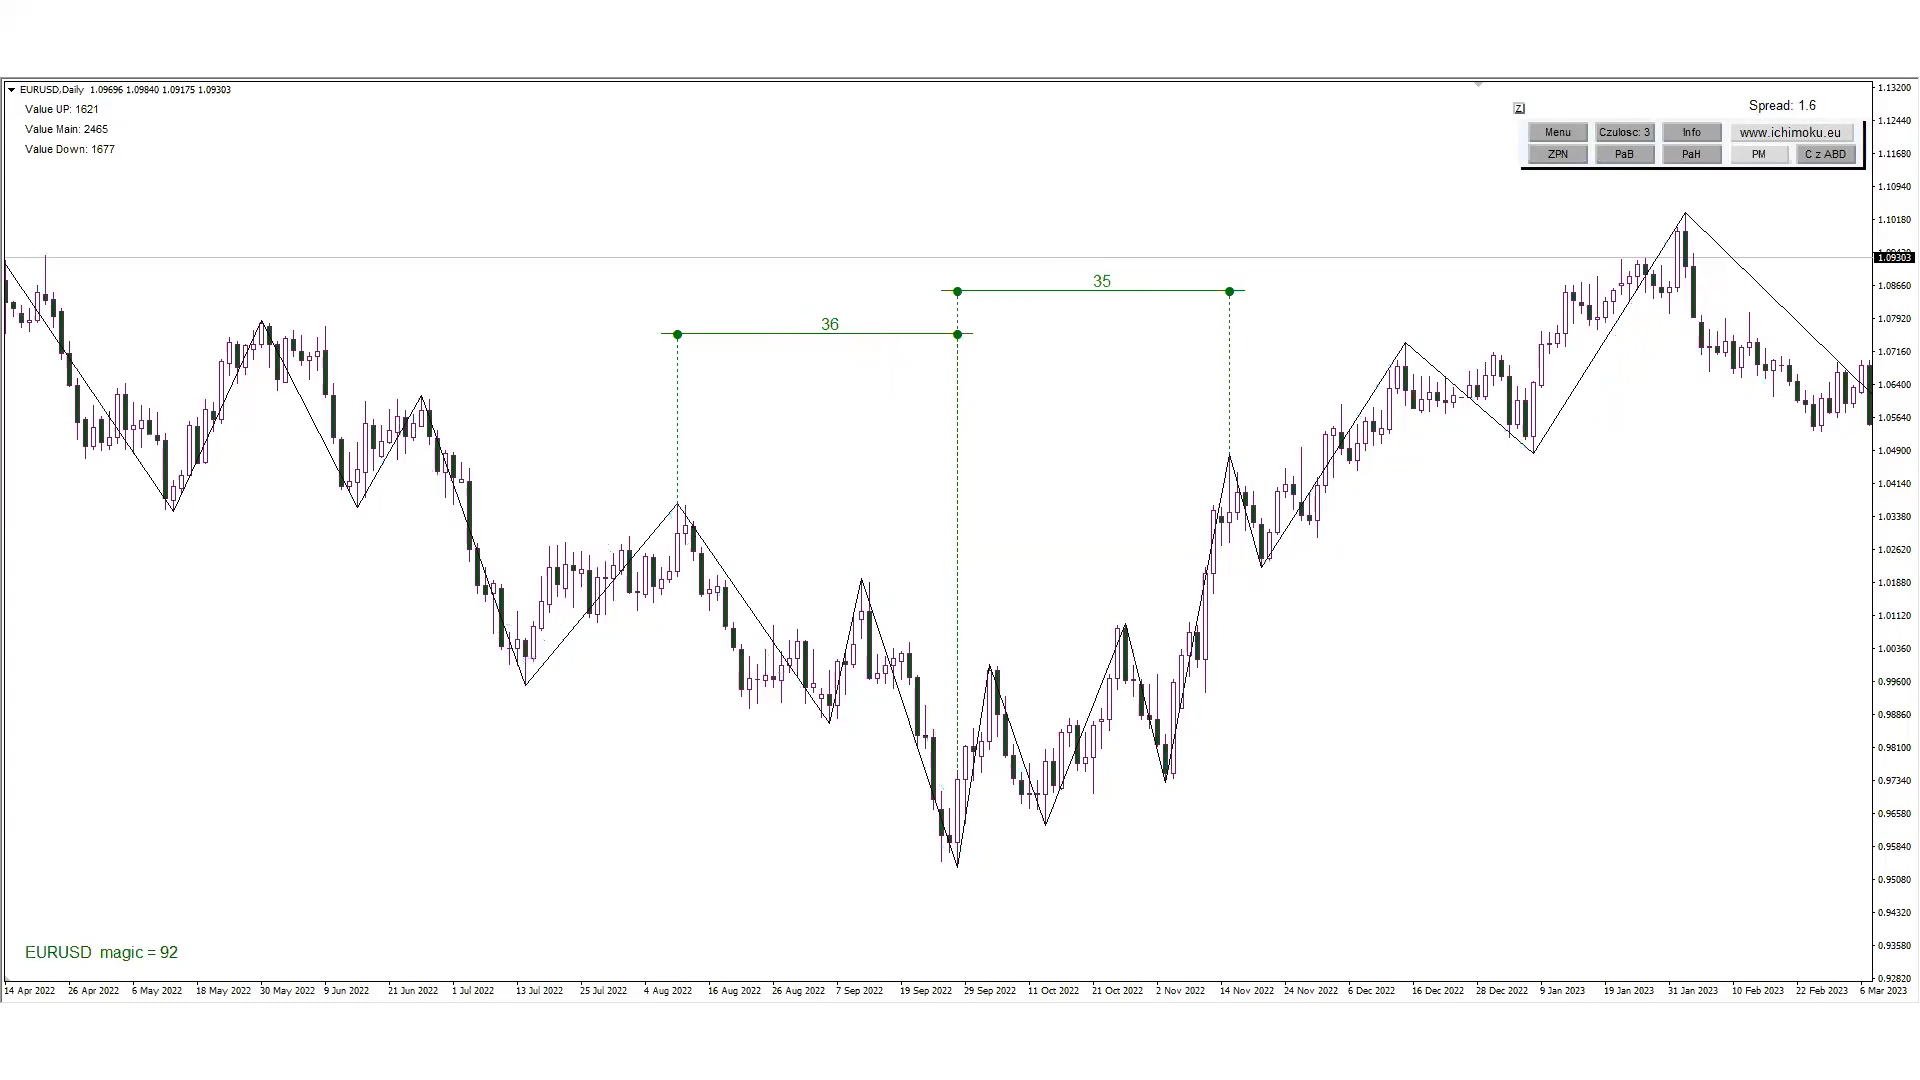 EURUSD,Daily 1.09696 1.09840 1.09175 1.09303
Value UP: 1621
Value Main: 2465
Value Down: 1677
Z
Spread: 1.6
Menu
Czulosc: 3
Info
www.ichimoku.eu
ZPN
PaB
PaH
PM
C z ABD
35
36
1.13200
1.12440
1.11680
1.10940
1.10180
1.09303
1.08660
1.07920
1.07160
1.06400
1.05640
1.04900
1.04140
1.03380
1.02620
1.01880
1.01120
1.00360
0.99600
0.98860
0.98100
0.97340
0.96580
0.95840
0.95080
0.94320
0.93580
0.92820
EURUSD magic = 92
14 Apr 2022
26 Apr 2022
6 May 2022
18 May 2022
30 May 2022
9 Jun 2022
21 Jun 2022
1 Jul 2022
13 Jul 2022
25 Jul 2022
4 Aug 2022
16 Aug 2022
26 Aug 2022
7 Sep 2022
19 Sep 2022
29 Sep 2022
11 Oct 2022
21 Oct 2022
2 Nov 2022
14 Nov 2022
24 Nov 2022
6 Dec 2022
16 Dec 2022
28 Dec 2022
9 Jan 2023
19 Jan 2023
31 Jan 2023
10 Feb 2023
22 Feb 2023
6 Mar 2023